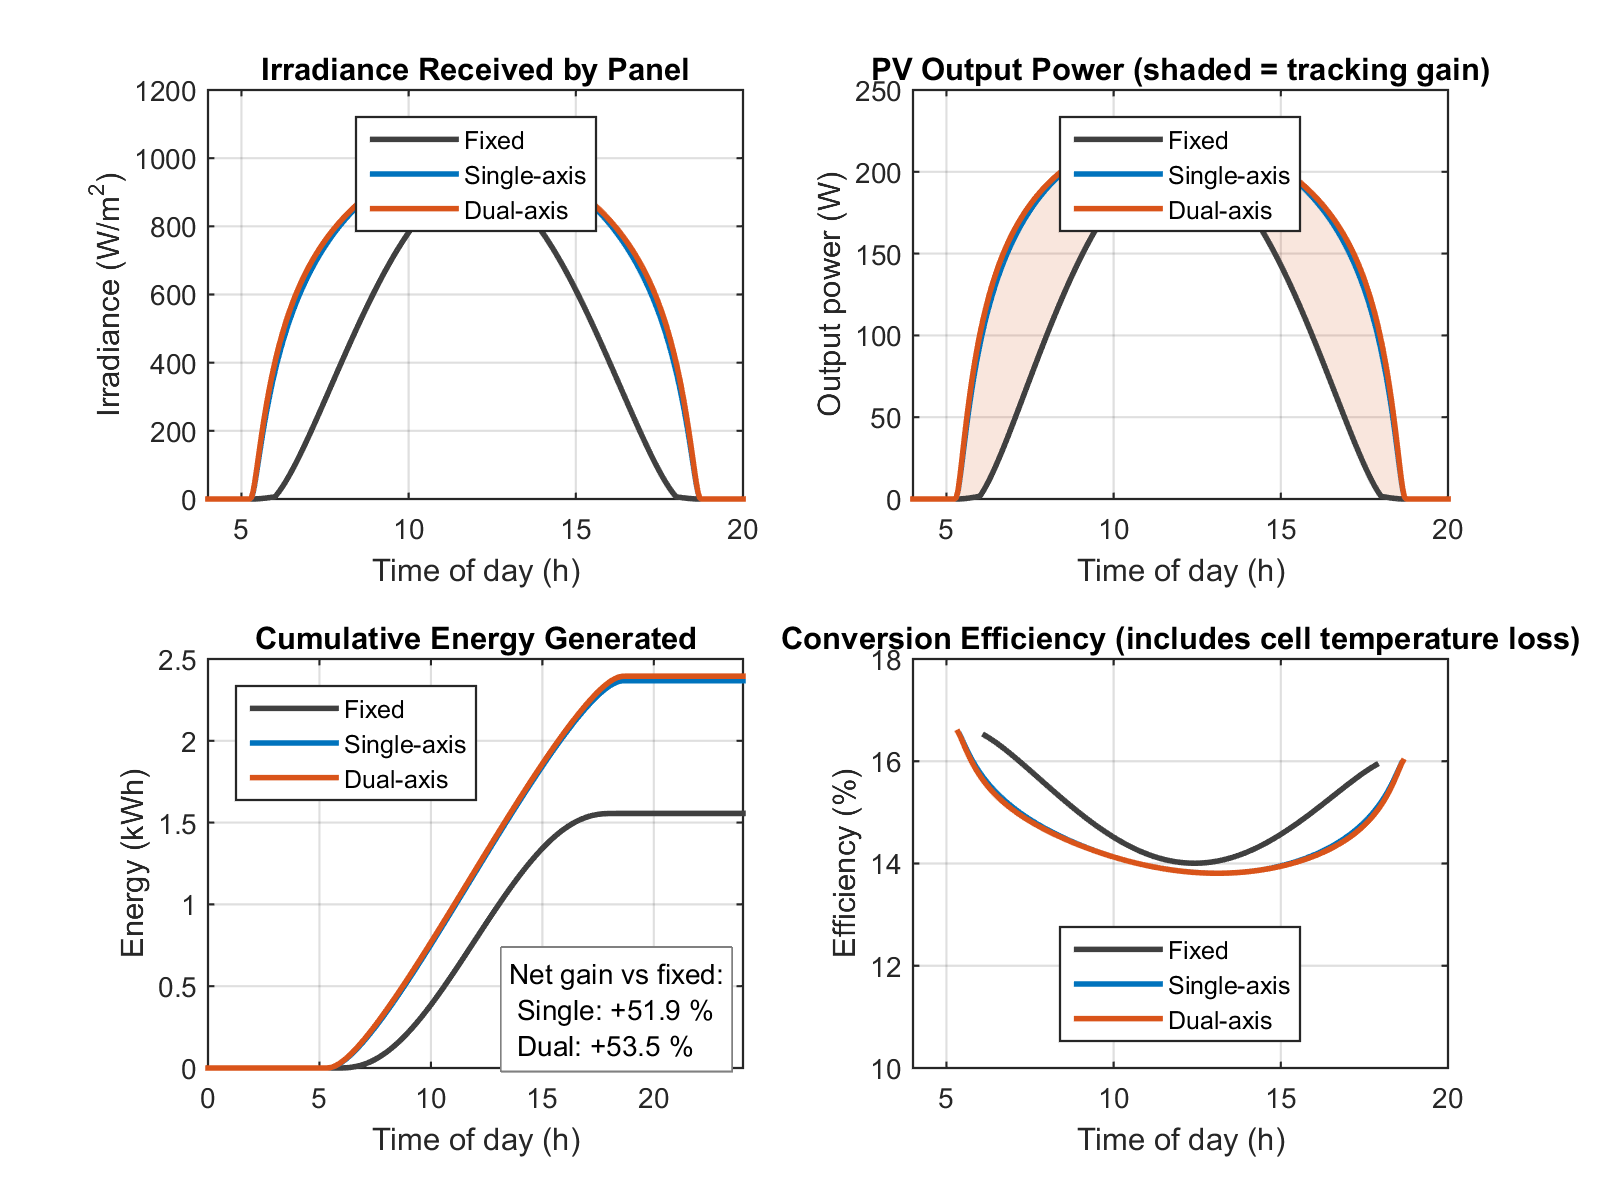 Irradiance Received by Panel
1200
1000
800
600
400
200
0
5
10
15
20
Irradiance (W/m²)
Time of day (h)
Fixed
Single-axis
Dual-axis
PV Output Power (shaded = tracking gain)
250
200
150
100
50
0
5
10
15
20
Output power (W)
Time of day (h)
Fixed
Single-axis
Dual-axis
Cumulative Energy Generated
2.5
2
1.5
1
0.5
0
0
5
10
15
20
Energy (kWh)
Time of day (h)
Fixed
Single-axis
Dual-axis
Net gain vs fixed:
Single: +51.9 %
Dual: +53.5 %
Conversion Efficiency (includes cell temperature loss)
18
16
14
12
10
5
10
15
20
Efficiency (%)
Time of day (h)
Fixed
Single-axis
Dual-axis